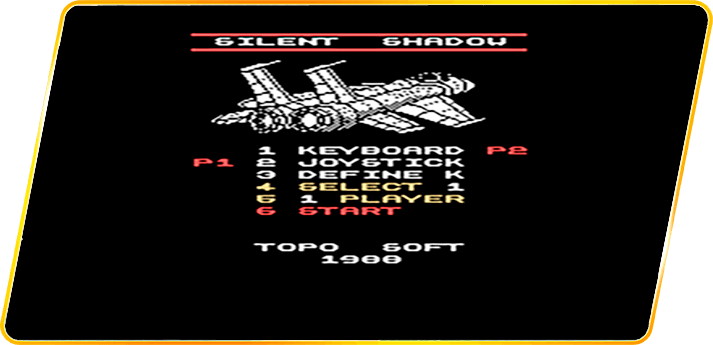 SILENT SHADOW
1 KEYBOARD P2
P1 2 JOYSTICK
3 DEFINE K
4 SELECT 1
5 1 PLAYER
6 START
TOPO SOFT
1988